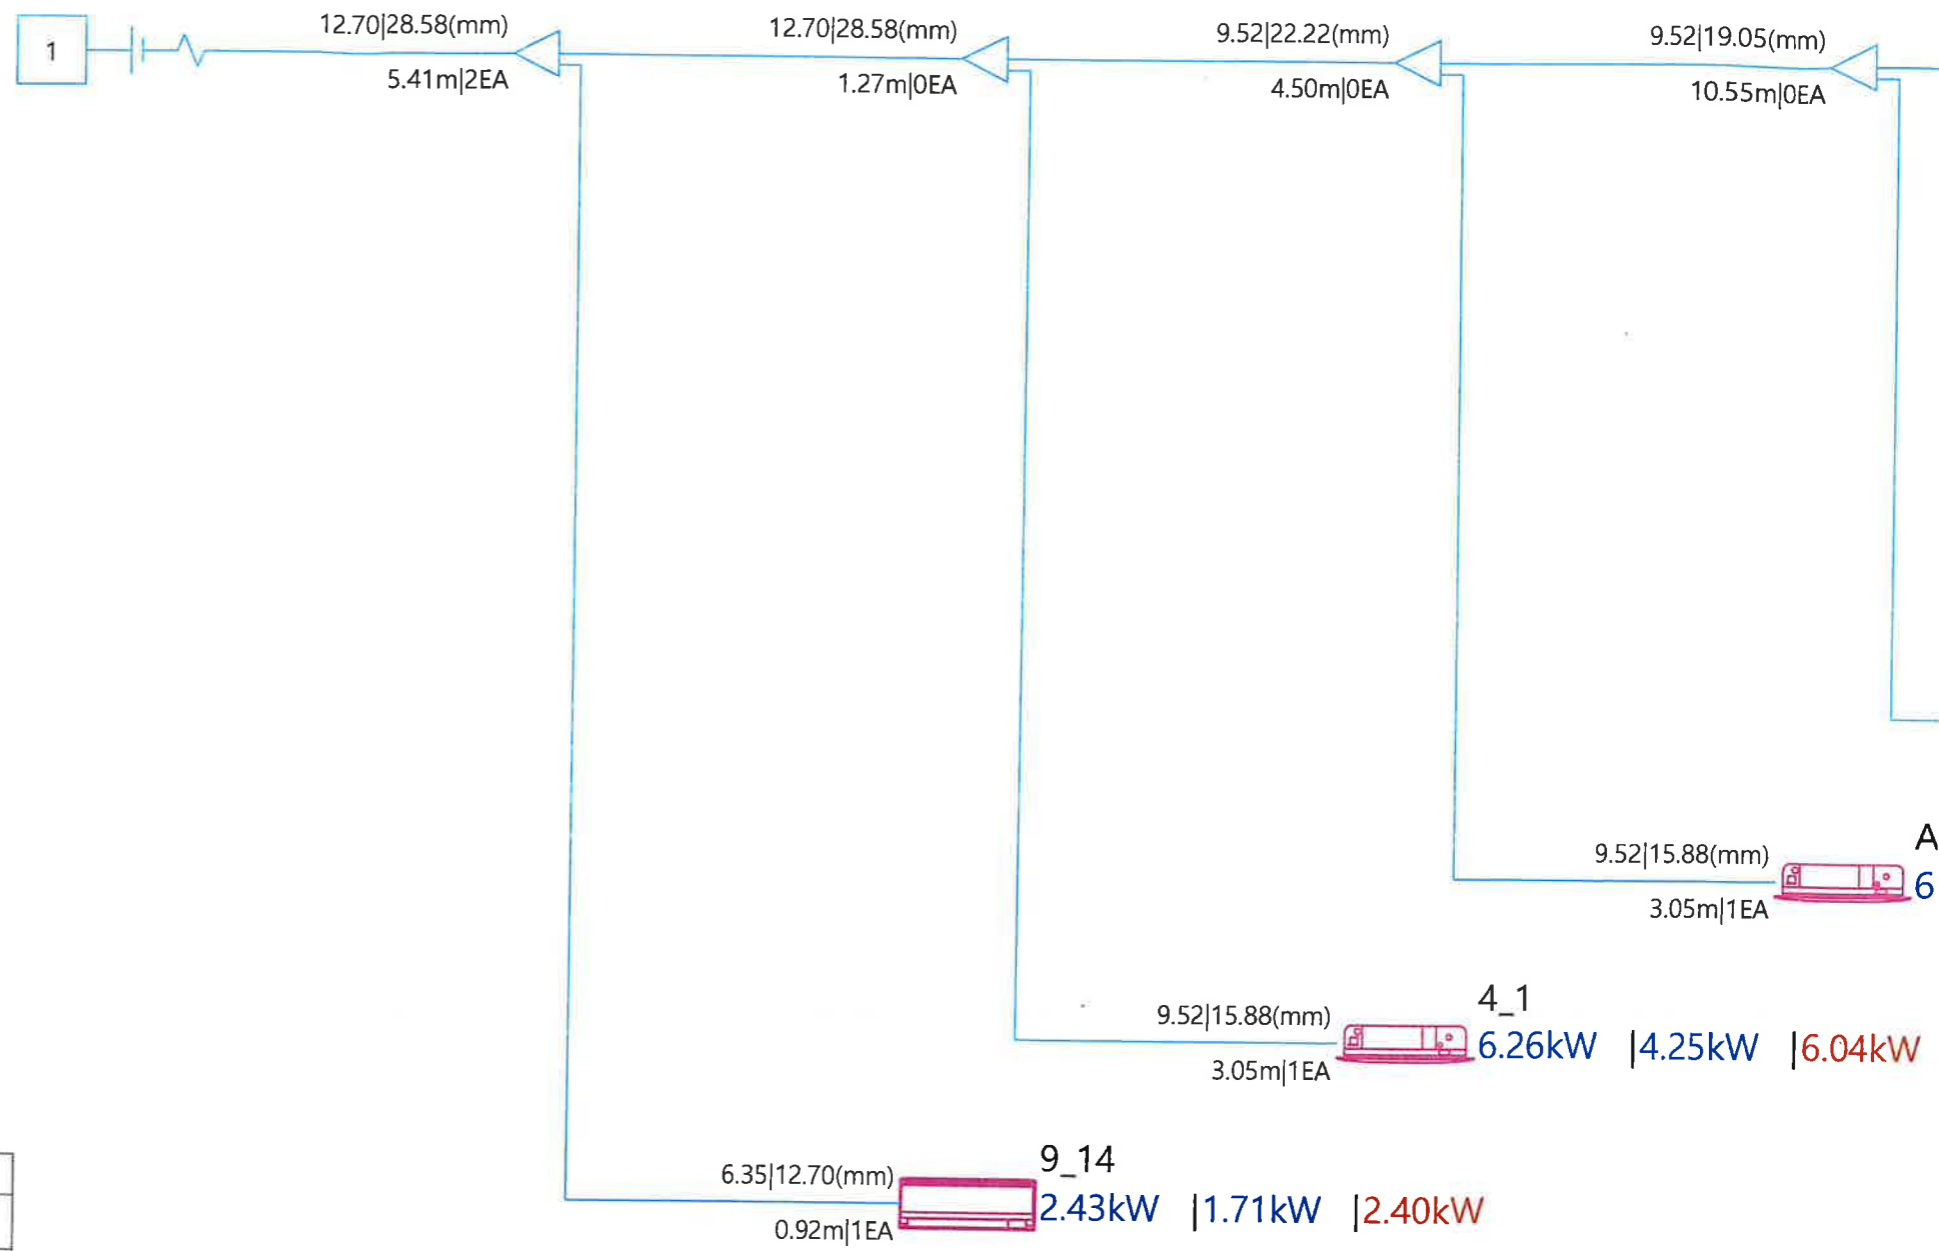 1
12.70|28.58(mm)
5.41m|2EA
12.70|28.58(mm)
1.27m|0EA
9.52|22.22(mm)
4.50m|0EA
9.52|19.05(mm)
10.55m|0EA
9.52|15.88(mm)
3.05m|1EA
A
6
9.52|15.88(mm)
3.05m|1EA
4_1
6.26kW |4.25kW |6.04kW
6.35|12.70(mm)
0.92m|1EA
9_14
2.43kW |1.71kW |2.40kW